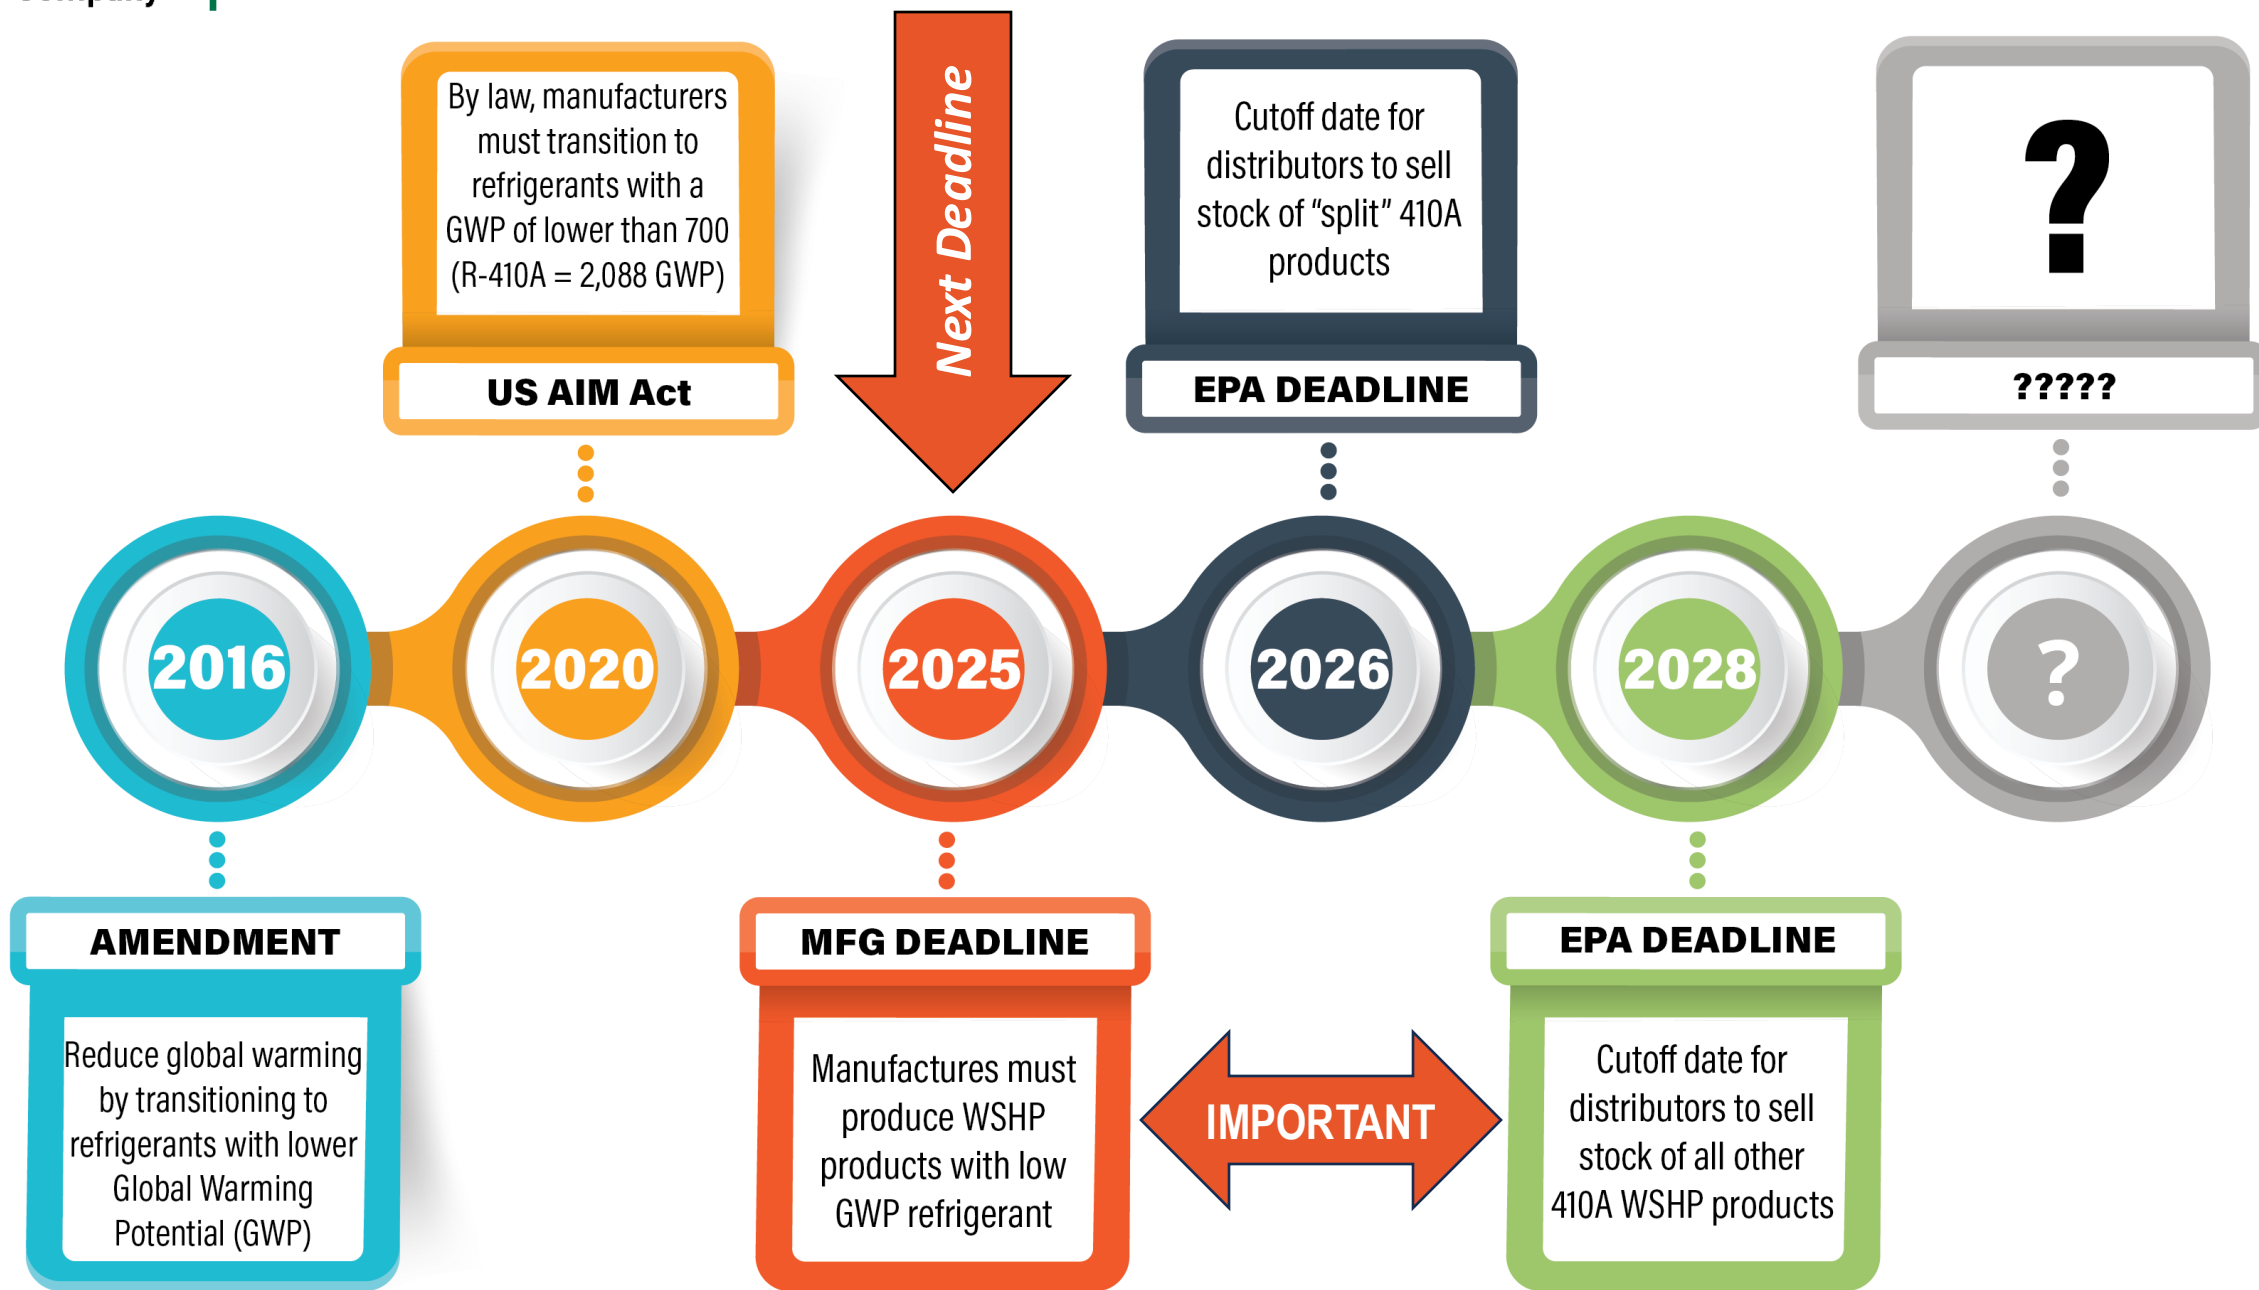 By law, manufacturers
must transition to
refrigerants with a
GWP of lower than 700
(R-410A = 2,088 GWP)
US AIM Act
Next Deadline
Cutoff date for
distributors to sell
stock of “split” 410A
products
EPA DEADLINE
?
?????
2016
2020
2025
2026
2028
?
AMENDMENT
Reduce global warming
by transitioning to
refrigerants with lower
Global Warming
Potential (GWP)
MFG DEADLINE
Manufactures must
produce WSHP
products with low
GWP refrigerant
IMPORTANT
EPA DEADLINE
Cutoff date for
distributors to sell
stock of all other
410A WSHP products